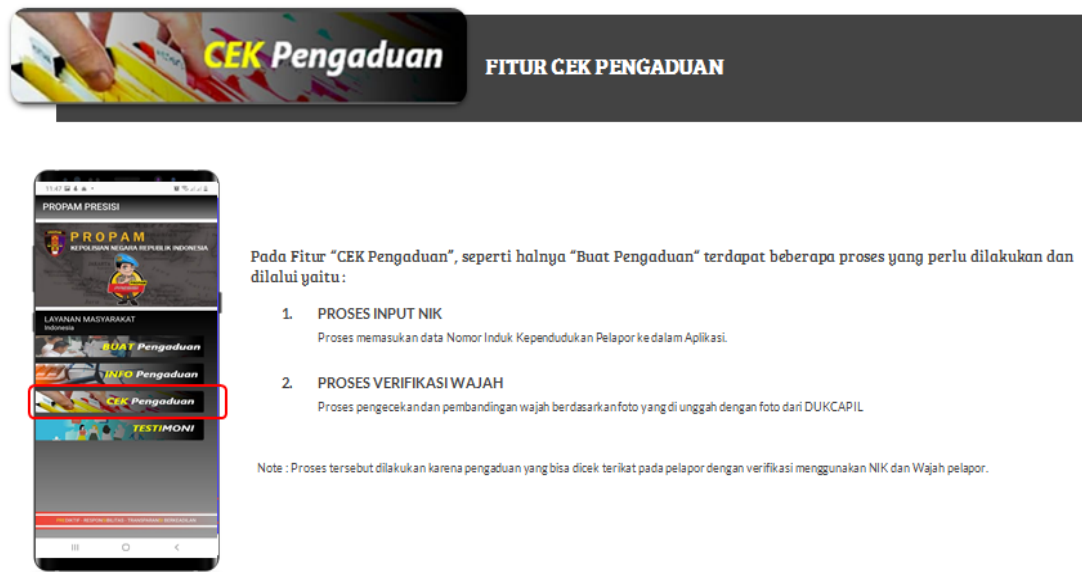 CEK Pengaduan
FITUR CEK PENGADUAN
11:47
PROPAM PRESISI
PROPAM
KEPOLISIAN NEGARA REPUBLIK INDONESIA
LAYANAN MASYARAKAT
Indonesia
BUAT Pengaduan
INFO Pengaduan
CEK Pengaduan
TESTIMONI
Pada Fitur “CEK Pengaduan”, seperti halnya “Buat Pengaduan” terdapat beberapa proses yang perlu dilakukan dan
dilalui yaitu :
1. PROSES INPUT NIK
Proses memasukan data Nomor Induk Kependudukan Pelapor ke dalam Aplikasi.
2. PROSES VERIFIKASI WAJAH
Proses pengecekan dan pembandingan wajah berdasarkan foto yang di unggah dengan foto dari DUKCAPIL
Note : Proses tersebut dilakukan karena pengaduan yang bisa dicek terikat pada pelapor dengan verifikasi menggunakan NIK dan Wajah pelapor.